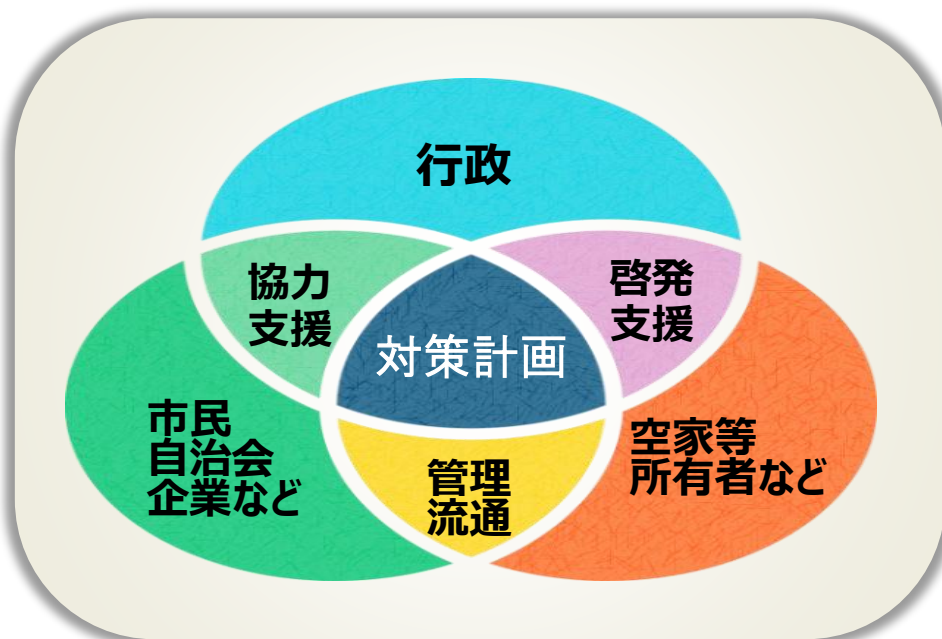 行政
協力
支援
啓発
支援
対策計画
市民
自治会
企業など
管理
流通
空家等
所有者など